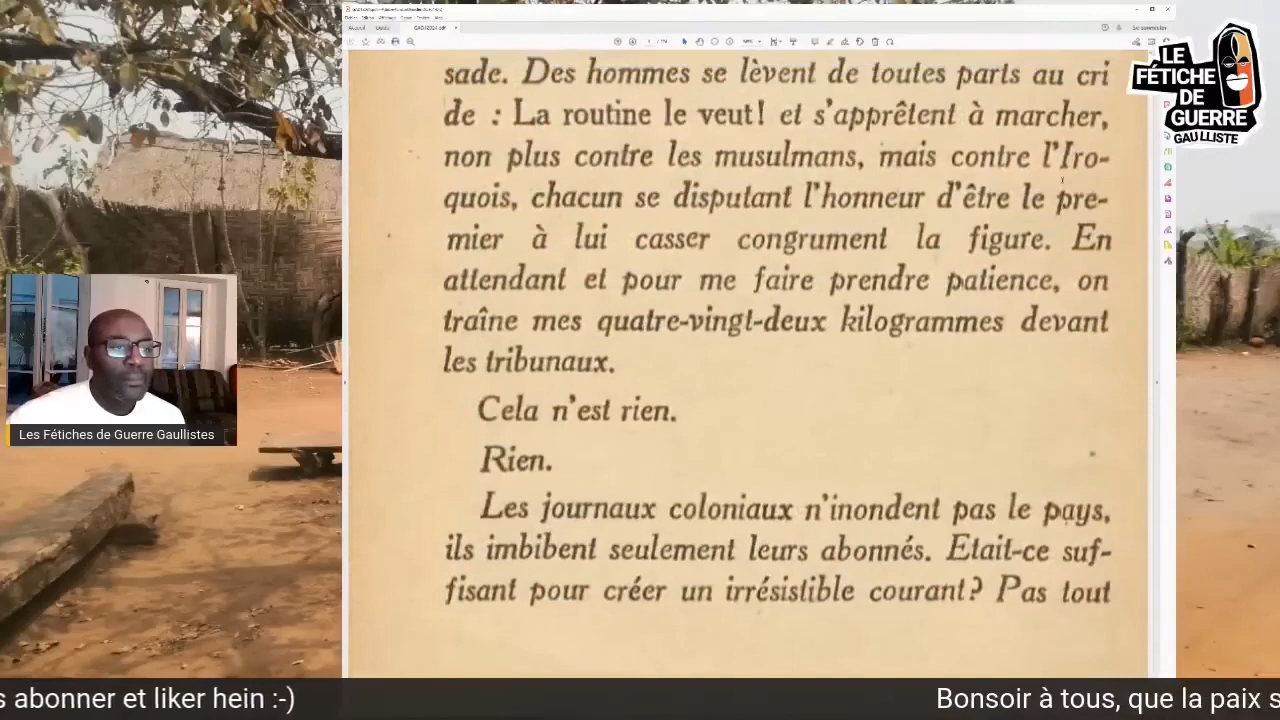 sade. Des hommes se lèvent de toutes parts au cri
de : La routine le veut! et s'apprêtent à marcher,
non plus contre les musulmans, mais contre l'Iro-
quois, chacun se disputant l'honneur d'être le pre-
mier à lui casser congrument la figure. En
attendant et pour me faire prendre patience, on
traîne mes quatre-vingt-deux kilogrammes devant
les tribunaux.
Cela n'est rien.
Rien.
Les journaux coloniaux n'inondent pas le pays,
ils imbibent seulement leurs abonnés. Etait-ce suf-
fisant pour créer un irrésistible courant? Pas tout
LE
FÉTICHE
DE
GUERRE
GAULLISTE
Les Fétiches de Guerre Gaullistes
s abonner et liker hein :-)
Bonsoir à tous, que la paix s